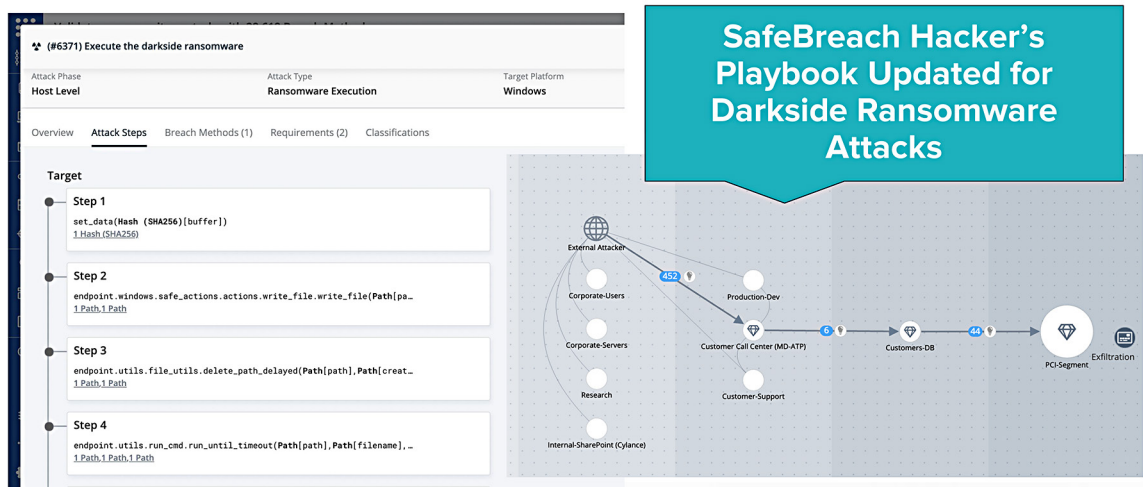 (#6371) Execute the darkside ransomware
Attack Phase
Host Level
Attack Type
Ransomware Execution
Target Platform
Windows
Overview
Attack Steps
Breach Methods (1)
Requirements (2)
Classifications
Target
Step 1
set_data(Hash (SHA256)[buffer])
1 Hash (SHA256)
Step 2
endpoint.windows.safe_actions.actions.write_file.write_file(Path[pa…
1 Path,1 Path
Step 3
endpoint.utils.file_utils.delete_path_delayed(Path[path],Path[creat…
1 Path,1 Path
Step 4
endpoint.utils.run_cmd.run_until_timeout(Path[path],Path[filename],…
1 Path,1 Path,1 Path
SafeBreach Hacker's
Playbook Updated for
Darkside Ransomware
Attacks
External Attacker
452
Corporate-Users
Production-Dev
Corporate-Servers
Customer Call Center (MD-ATP)
6
Customers-DB
44
PCI-Segment
Exfiltration
Research
Customer-Support
Internal-SharePoint (Cylance)